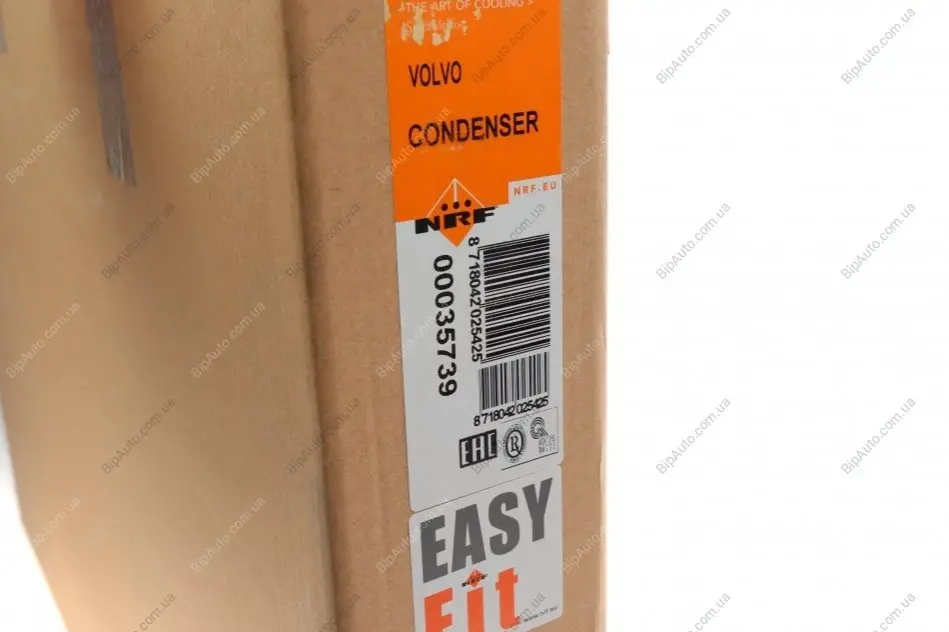 THE ART OF COOLING >
VOLVO
CONDENSER
NRF.EU
NRF
00035739
8 718042 025425
8 718042 025425
EAC
R
EASY
NRF
Fit
www.nrf.eu
BipAuto.com.ua